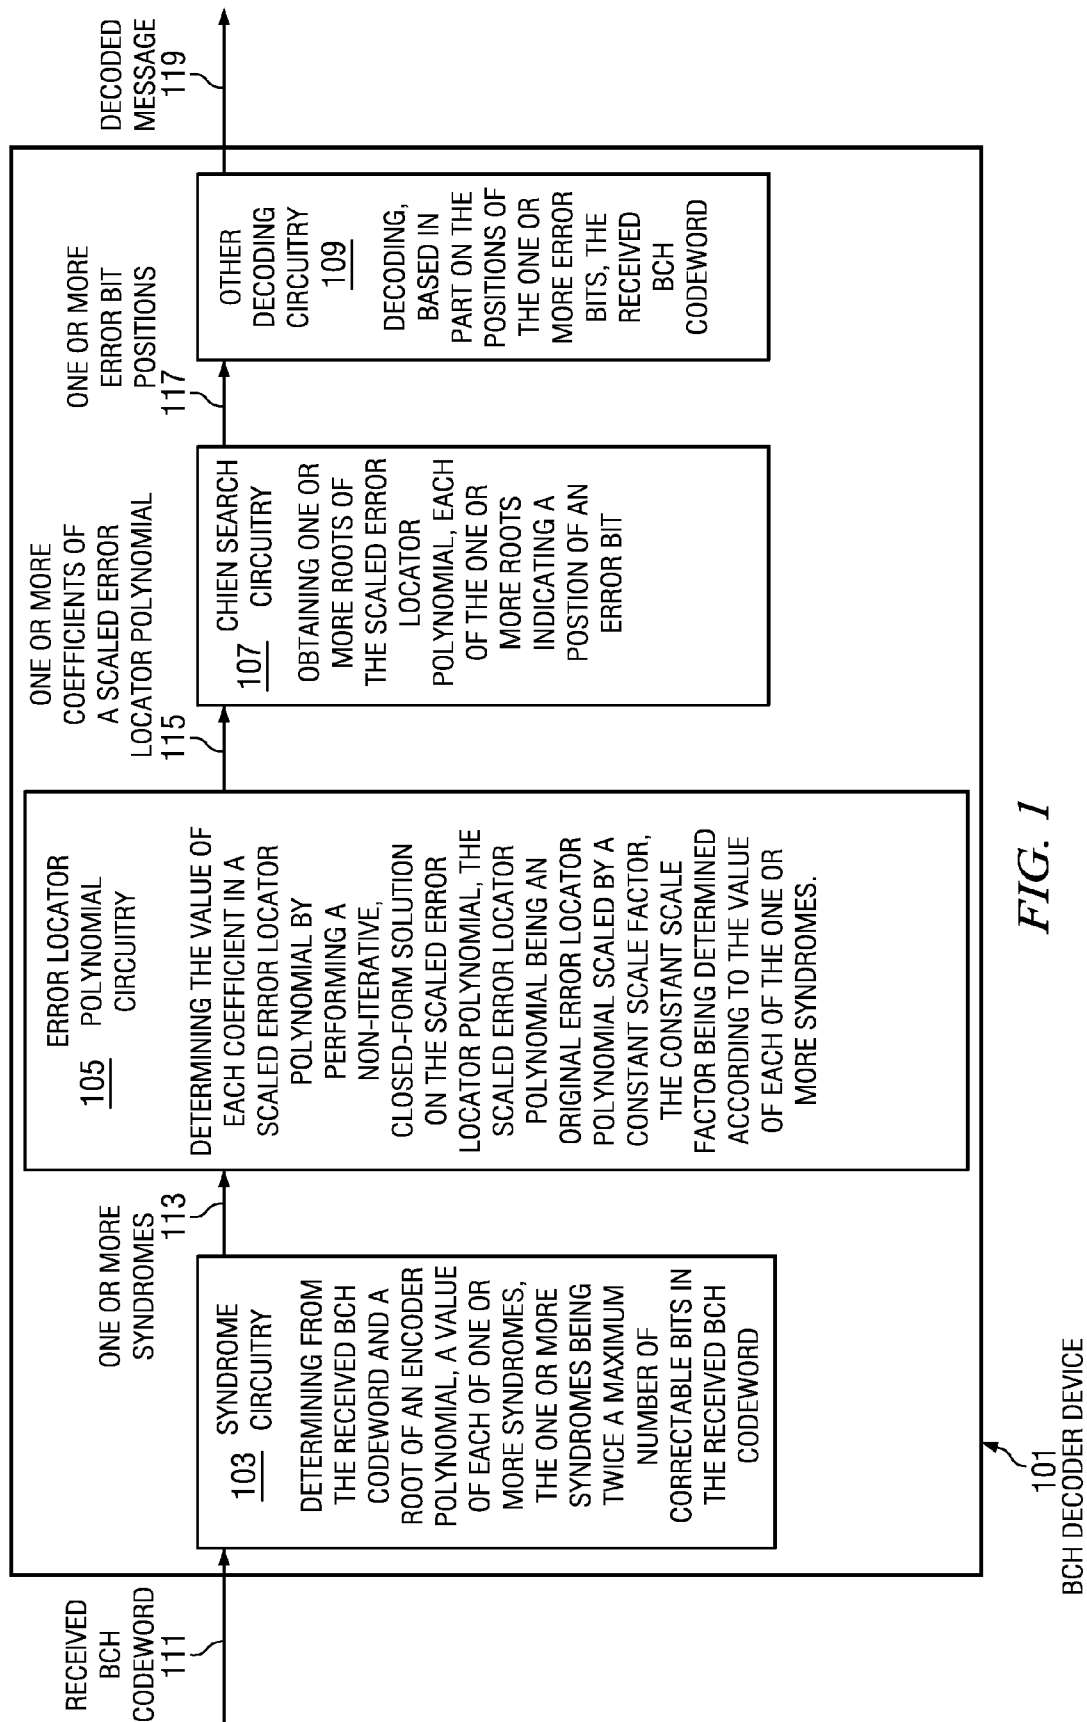 RECEIVED
BCH
CODEWORD
111
SYNDROME
103 CIRCUITRY
DETERMINING FROM
THE RECEIVED BCH
CODEWORD AND A
ROOT OF AN ENCODER
POLYNOMIAL, A VALUE
OF EACH OF ONE OR
MORE SYNDROMES,
THE ONE OR MORE
SYNDROMES BEING
TWICE A MAXIMUM
NUMBER OF
CORRECTABLE BITS IN
THE RECEIVED BCH
CODEWORD
ONE OR MORE
SYNDROMES
113
ERROR LOCATOR
105 POLYNOMIAL
CIRCUITRY
DETERMINING THE VALUE OF
EACH COEFFICIENT IN A
SCALED ERROR LOCATOR
POLYNOMIAL BY
PERFORMING A
NON-ITERATIVE,
CLOSED-FORM SOLUTION
ON THE SCALED ERROR
LOCATOR POLYNOMIAL, THE
SCALED ERROR LOCATOR
POLYNOMIAL BEING AN
ORIGINAL ERROR LOCATOR
POLYNOMIAL SCALED BY A
CONSTANT SCALE FACTOR,
THE CONSTANT SCALE
FACTOR BEING DETERMINED
ACCORDING TO THE VALUE
OF EACH OF THE ONE OR
MORE SYNDROMES.
ONE OR MORE
COEFFICIENTS OF
A SCALED ERROR
LOCATOR POLYNOMIAL
115
CHIEN SEARCH
107 CIRCUITRY
OBTAINING ONE OR
MORE ROOTS OF
THE SCALED ERROR
LOCATOR
POLYNOMIAL, EACH
OF THE ONE OR
MORE ROOTS
INDICATING A
POSTION OF AN
ERROR BIT
ONE OR MORE
ERROR BIT
POSITIONS
117
OTHER
DECODING
CIRCUITRY
109
DECODING,
BASED IN
PART ON THE
POSITIONS OF
THE ONE OR
MORE ERROR
BITS, THE
RECEIVED
BCH
CODEWORD
DECODED
MESSAGE
119
101
BCH DECODER DEVICE
FIG. 1